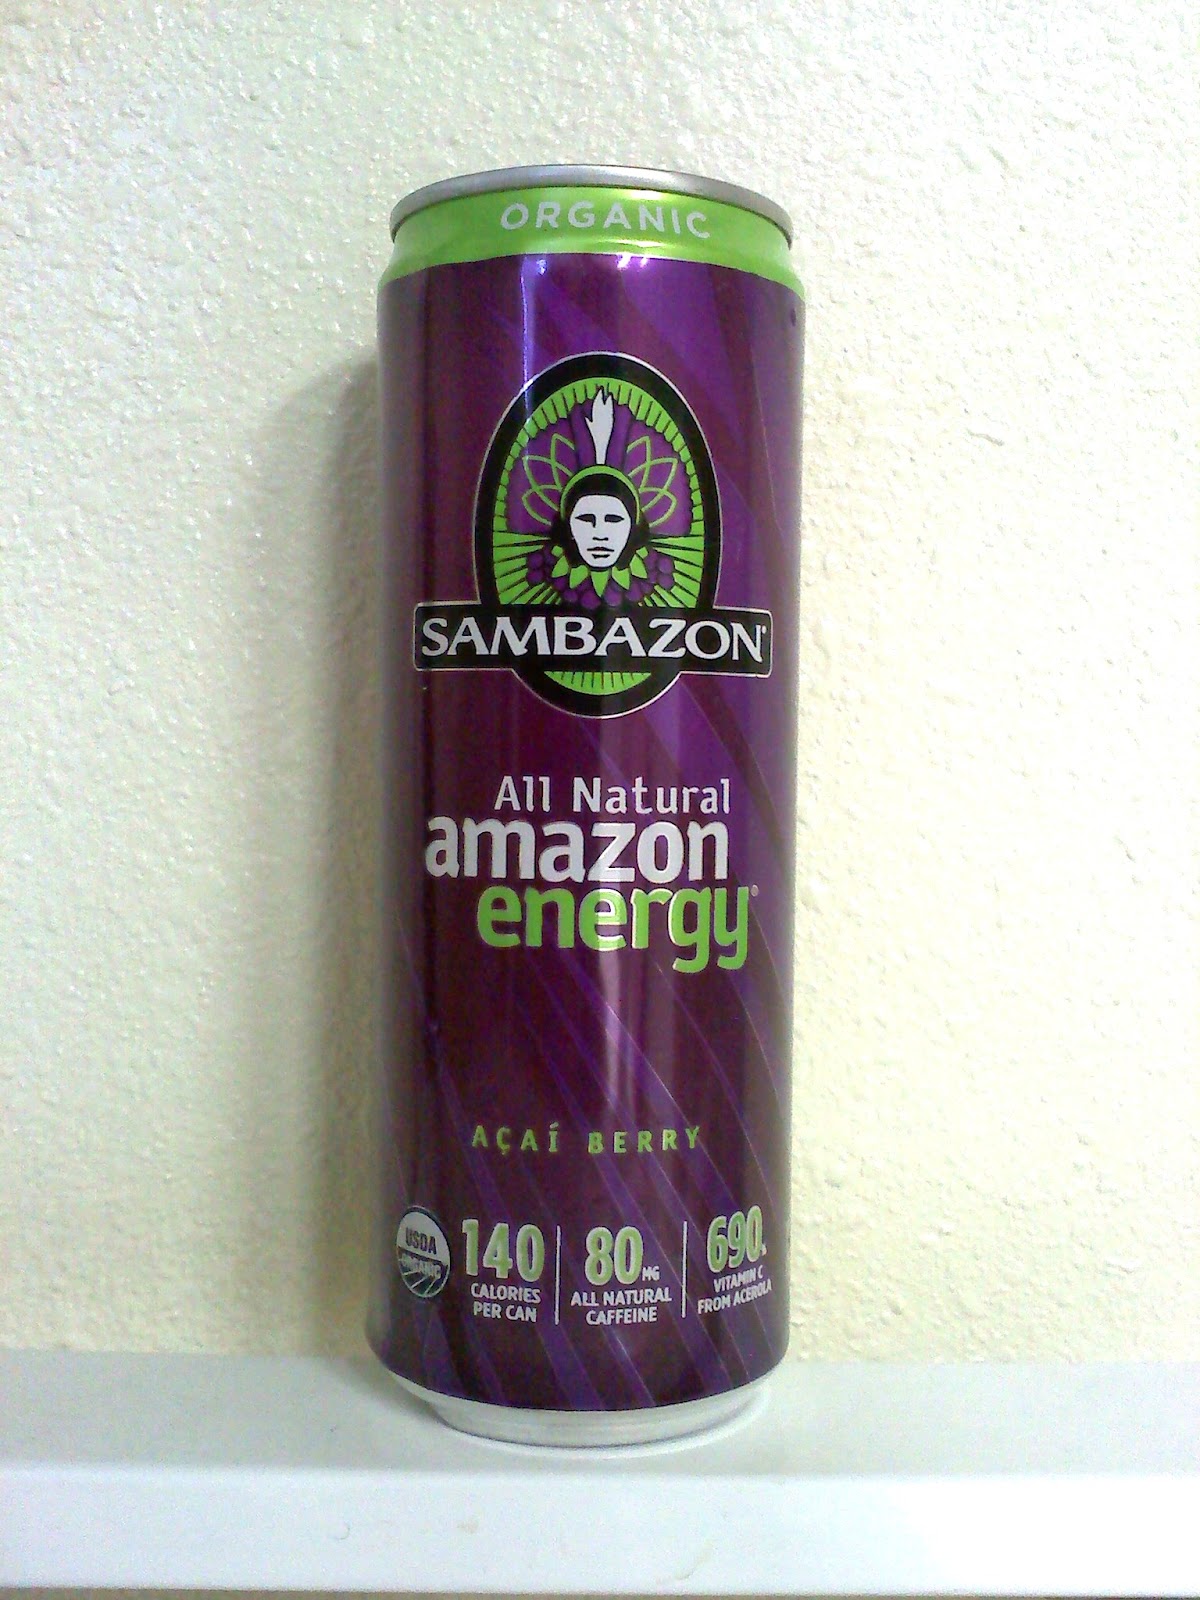 ORGANIC
SAMBAZON®
All Natural
amazon
energy®
AÇAÍ BERRY
USDA
ORGANIC
140
CALORIES
PER CAN
80MG
ALL NATURAL
CAFFEINE
690%
VITAMIN C
FROM ACEROLA